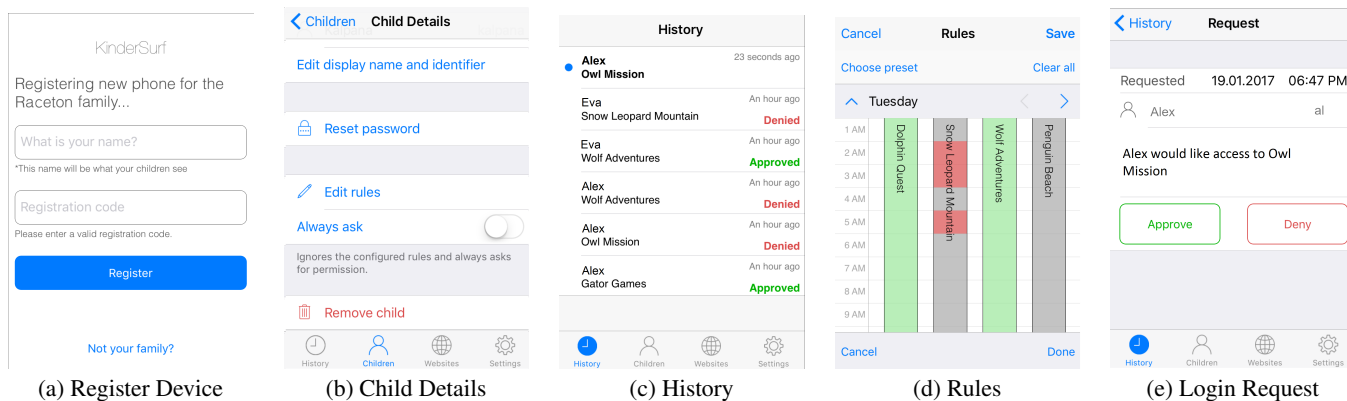 KinderSurf
Registering new phone for the
Raceton family...
What is your name?
*This name will be what your children see
Registration code
Please enter a valid registration code.
Register
Not your family?
(a) Register Device
Children
Child Details
Edit display name and identifier
Reset password
Edit rules
Always ask
Ignores the configured rules and always asks
for permission.
Remove child
History
Children
Websites
Settings
(b) Child Details
History
Alex
23 seconds ago
Owl Mission
Eva
An hour ago
Snow Leopard Mountain
Denied
Eva
An hour ago
Wolf Adventures
Approved
Alex
An hour ago
Wolf Adventures
Denied
Alex
An hour ago
Owl Mission
Denied
Alex
An hour ago
Gator Games
Approved
History
Children
Websites
Settings
(c) History
Cancel
Rules
Save
Choose preset
Clear all
Tuesday
1 AM
2 AM
3 AM
4 AM
5 AM
6 AM
7 AM
8 AM
9 AM
Dolphin Quest
Snow Leopard Mountain
Wolf Adventures
Penguin Beach
Cancel
Done
(d) Rules
History
Request
Requested 19.01.2017 06:47 PM
Alex
al
Alex would like access to Owl
Mission
Approve
Deny
History
Children
Websites
Settings
(e) Login Request